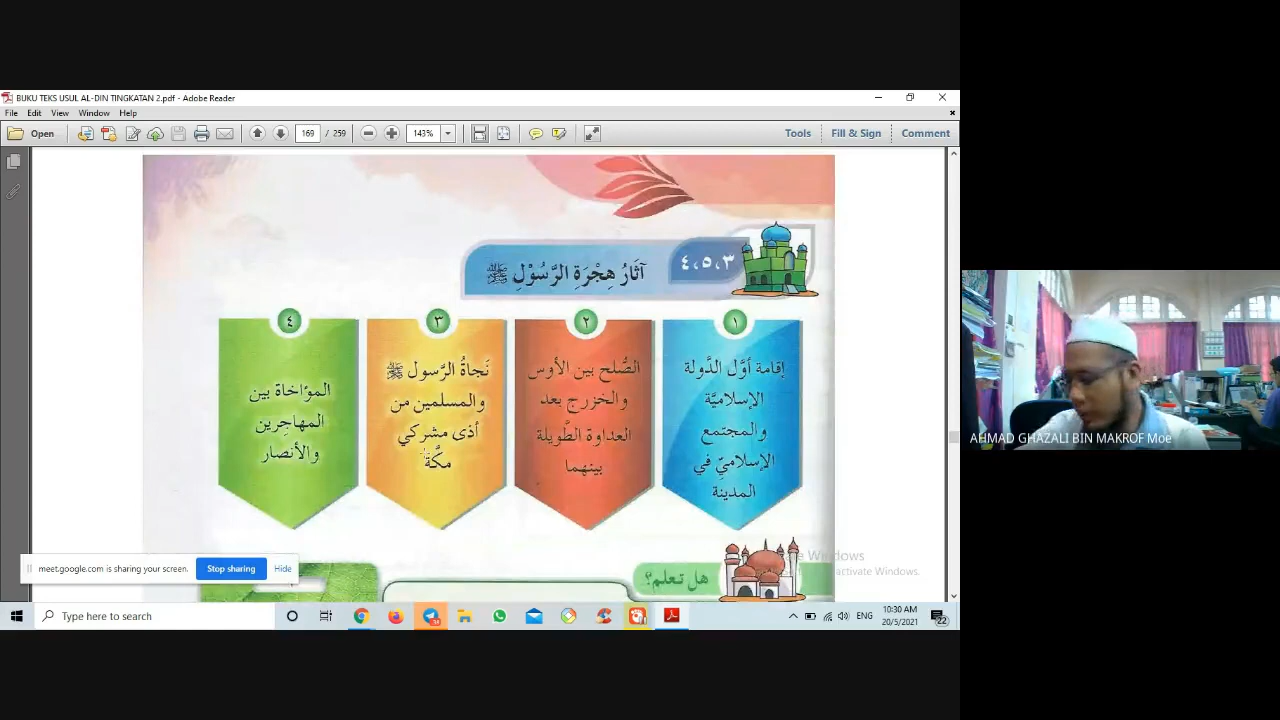 BUKU TEKS USUL AL-DIN TINGKATAN 2.pdf - Adobe Reader
File Edit View Window Help
Open 169 / 259 143% Tools Fill & Sign Comment
٤،٥،٣ آثَارُ هِجْرَةِ الرَّسُوْلِ ﷺ
١
إقامة أوَّل الدَّولة
الإسلاميَّة
والمجتمع
الإسلاميِّ في
المدينة
٢
الصُّلح بين الأوس
والخزرج بعد
العداوة الطَّويلة
بينهما
٣
نَجاةُ الرَّسول ﷺ
والمسلمين من
أذى مشركي
مكَّةَ
٤
المؤاخاة بين
المهاجِرين
والأنصار
هل تعلم؟
AHMAD GHAZALI BIN MAKROF Moe
Windows
activate Windows.
meet.google.com is sharing your screen. Stop sharing Hide
Type here to search
ENG
10:30 AM
20/5/2021
22